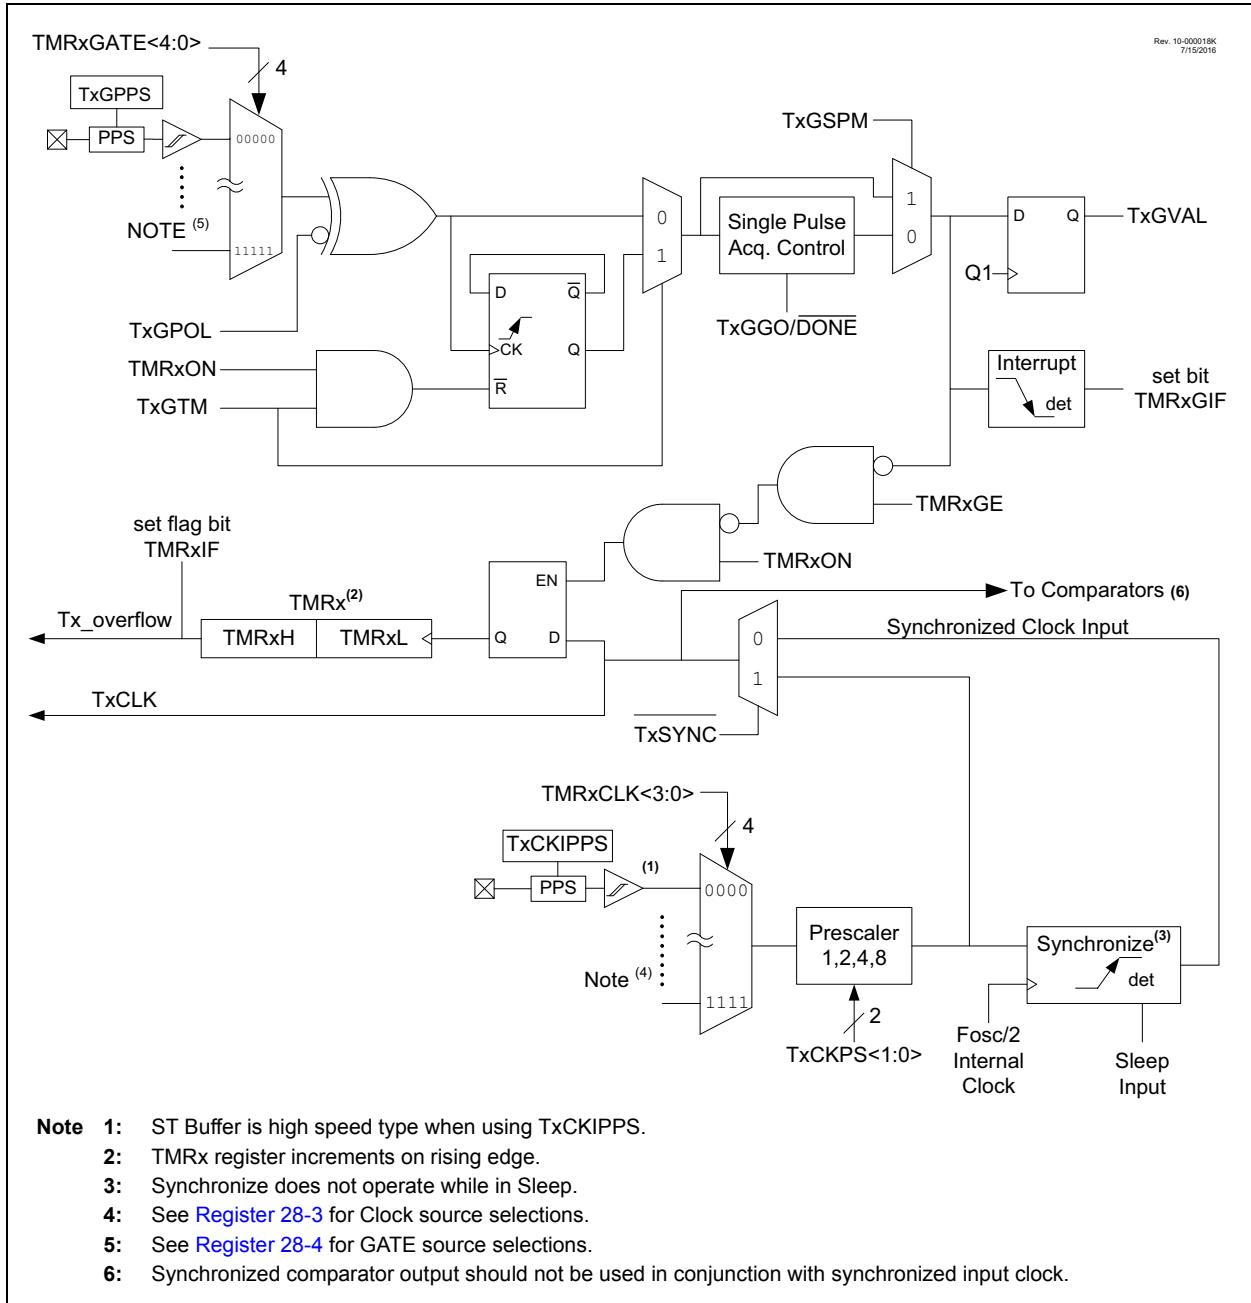 Rev. 10-000018K
7/15/2016
TMRxGATE<4:0>
4
TxGPPS
PPS
00000
NOTE (5)
11111
TxGPOL
TMRxON
TxGTM
D
Q
CK
Q
R
0
1
TxGSPM
Single Pulse
Acq. Control
TxGGO/DONE
1
0
D
Q
Q1
TxGVAL
Interrupt
det
set bit
TMRxGIF
TMRxGE
TMRxON
set flag bit
TMRxIF
Tx_overflow
TMRx(2)
TMRxH
TMRxL
EN
Q
D
To Comparators (6)
Synchronized Clock Input
0
1
TxCLK
TxSYNC
TMRxCLK<3:0>
4
TxCKIPPS
PPS
(1)
0000
Note (4)
1111
Prescaler
1,2,4,8
2
TxCKPS<1:0>
Synchronize(3)
det
Fosc/2
Internal
Clock
Sleep
Input
Note 1: ST Buffer is high speed type when using TxCKIPPS.
2: TMRx register increments on rising edge.
3: Synchronize does not operate while in Sleep.
4: See Register 28-3 for Clock source selections.
5: See Register 28-4 for GATE source selections.
6: Synchronized comparator output should not be used in conjunction with synchronized input clock.